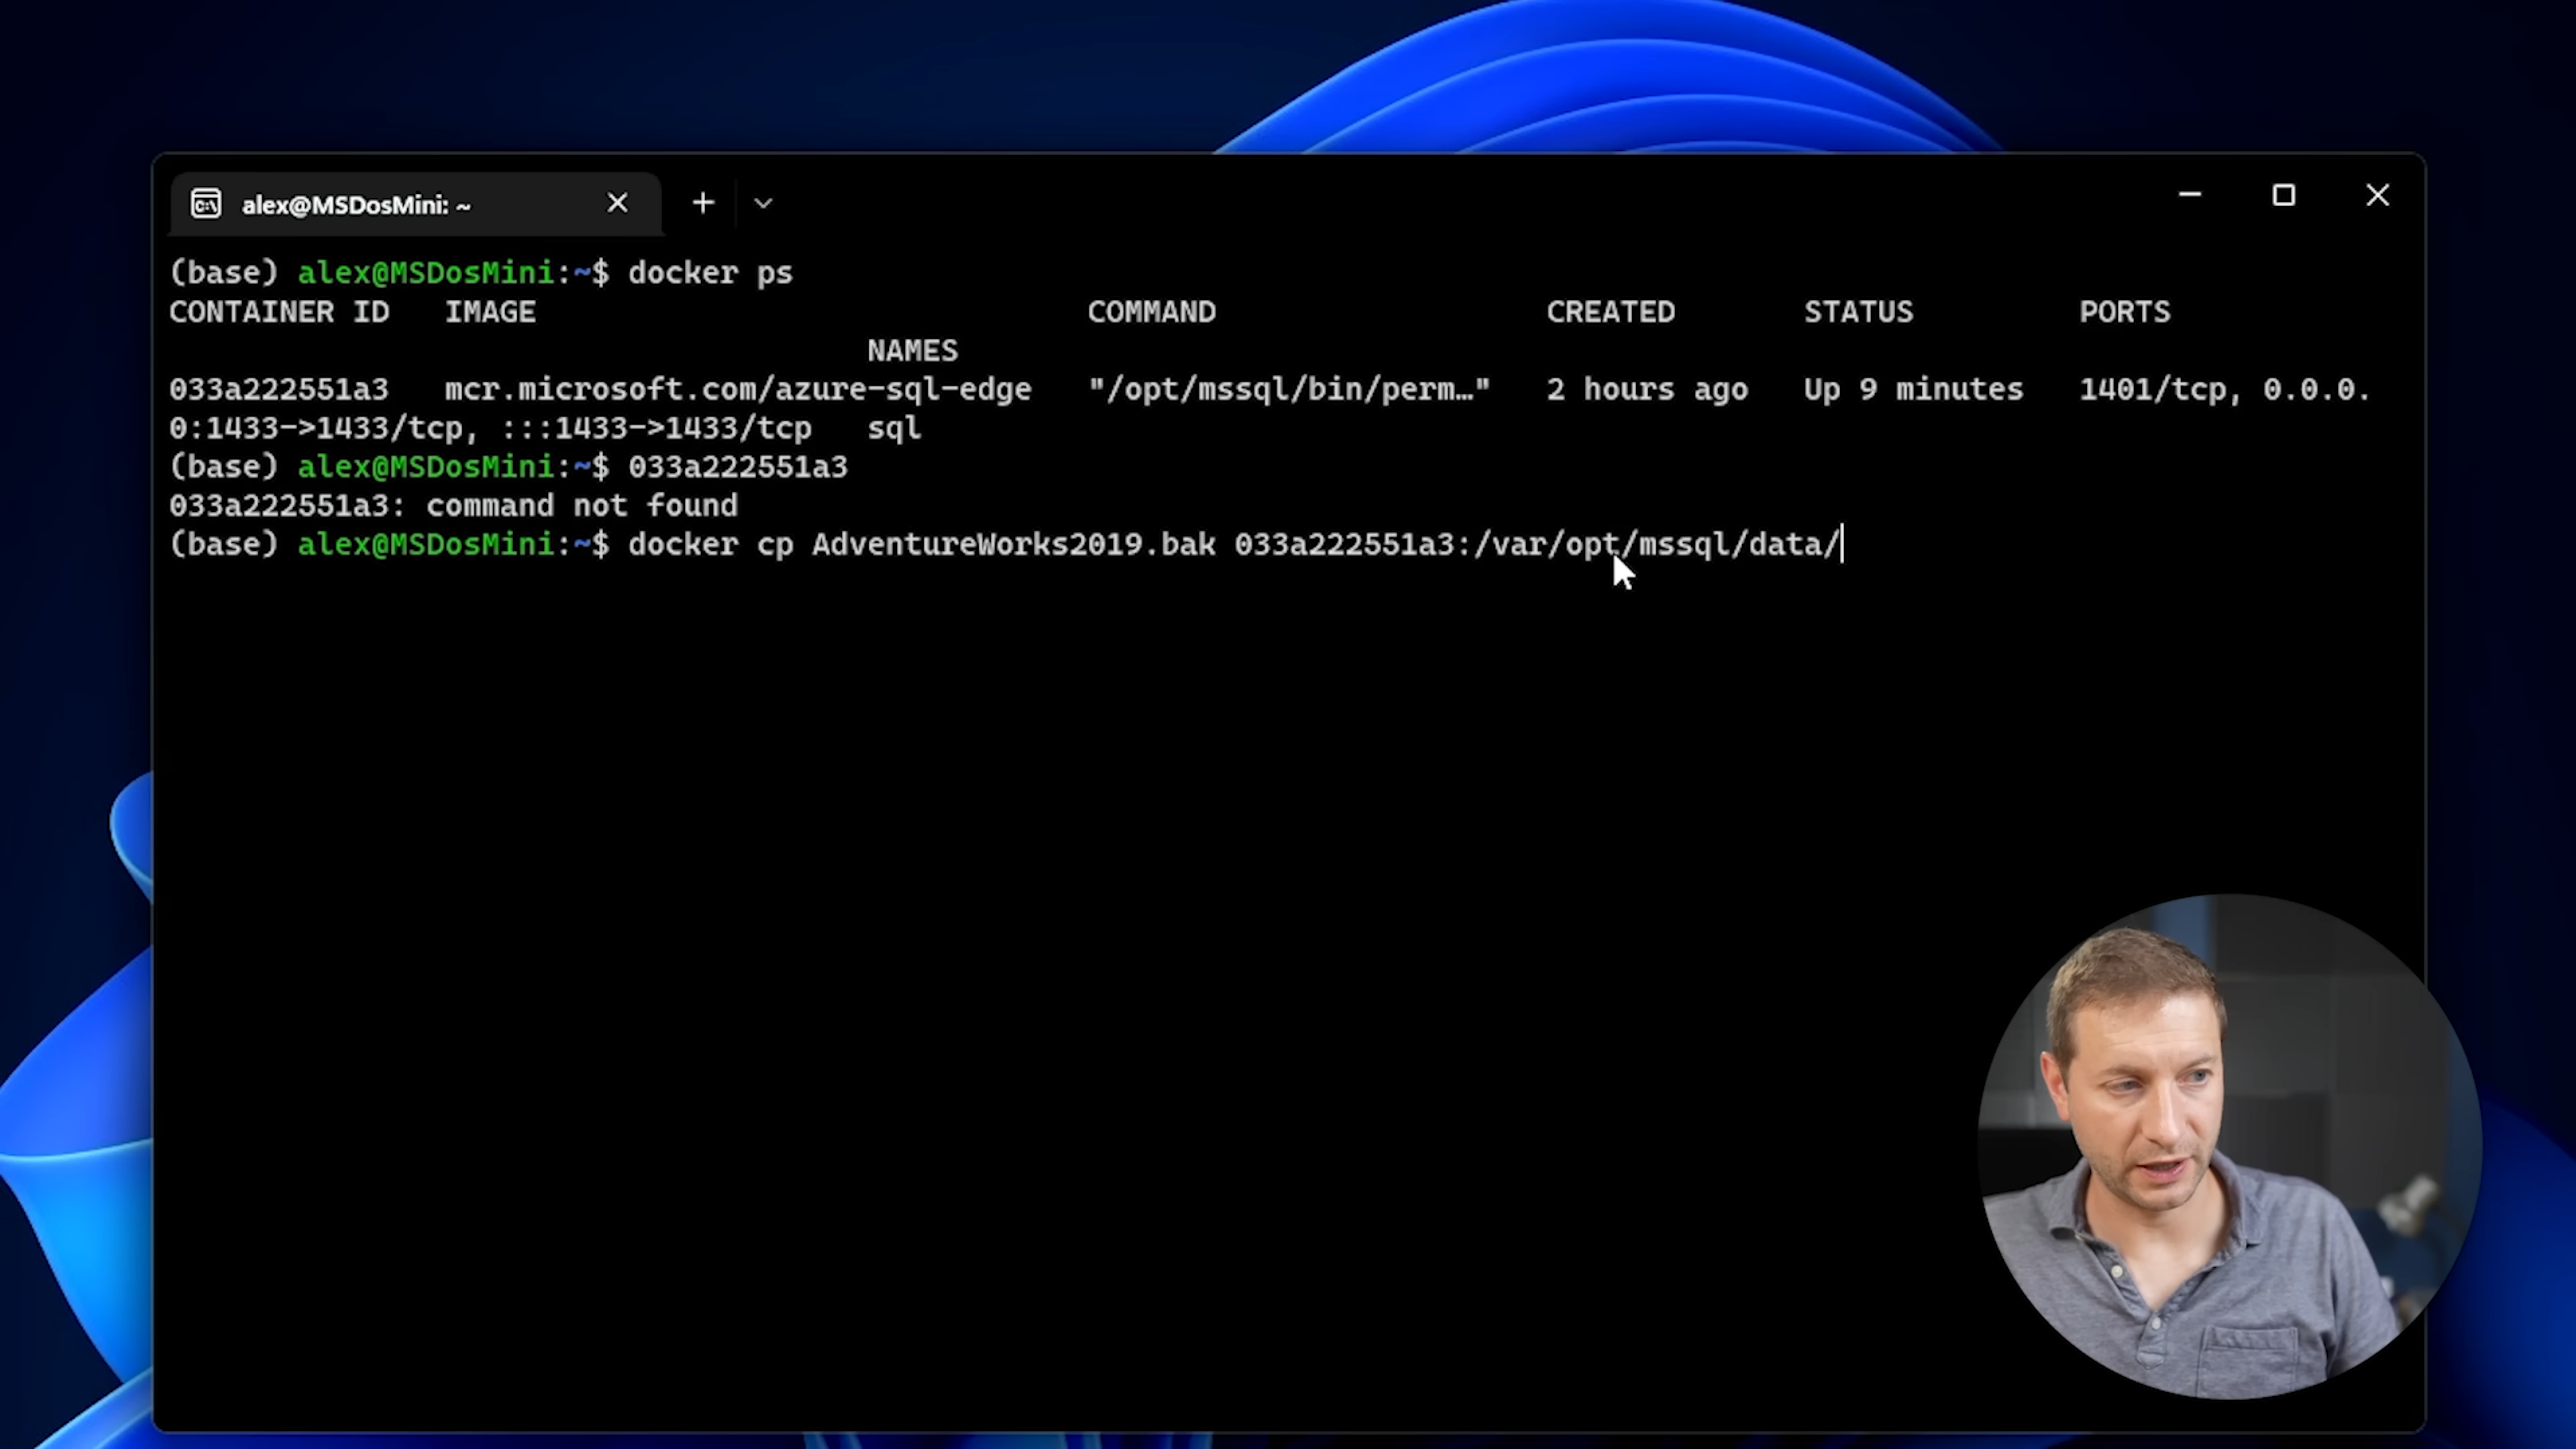 alex@MSDosMini: ~
(base) alex@MSDosMini:~$ docker ps
CONTAINER ID IMAGE COMMAND CREATED STATUS PORTS
NAMES
033a222551a3 mcr.microsoft.com/azure-sql-edge "/opt/mssql/bin/perm…" 2 hours ago Up 9 minutes 1401/tcp, 0.0.0.
0:1433->1433/tcp, :::1433->1433/tcp sql
(base) alex@MSDosMini:~$ 033a222551a3
033a222551a3: command not found
(base) alex@MSDosMini:~$ docker cp AdventureWorks2019.bak 033a222551a3:/var/opt/mssql/data/